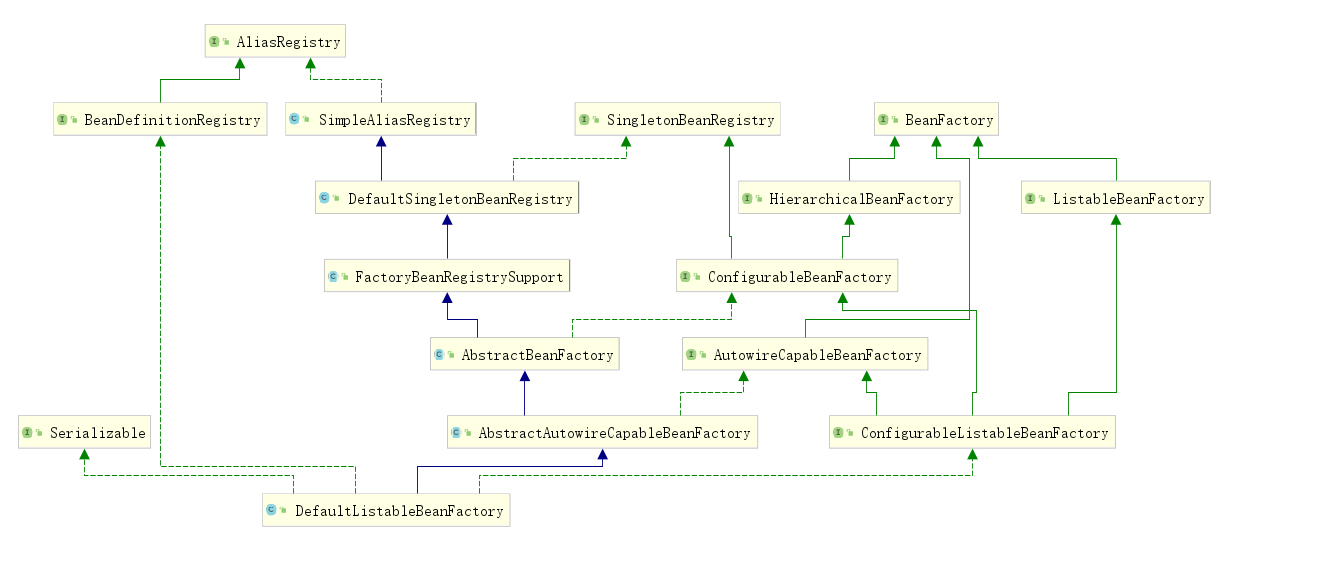 I AliasRegistry
I BeanDefinitionRegistry
C SimpleAliasRegistry
I SingletonBeanRegistry
I BeanFactory
C DefaultSingletonBeanRegistry
I HierarchicalBeanFactory
I ListableBeanFactory
C FactoryBeanRegistrySupport
I ConfigurableBeanFactory
C AbstractBeanFactory
I AutowireCapableBeanFactory
I Serializable
C AbstractAutowireCapableBeanFactory
I ConfigurableListableBeanFactory
C DefaultListableBeanFactory